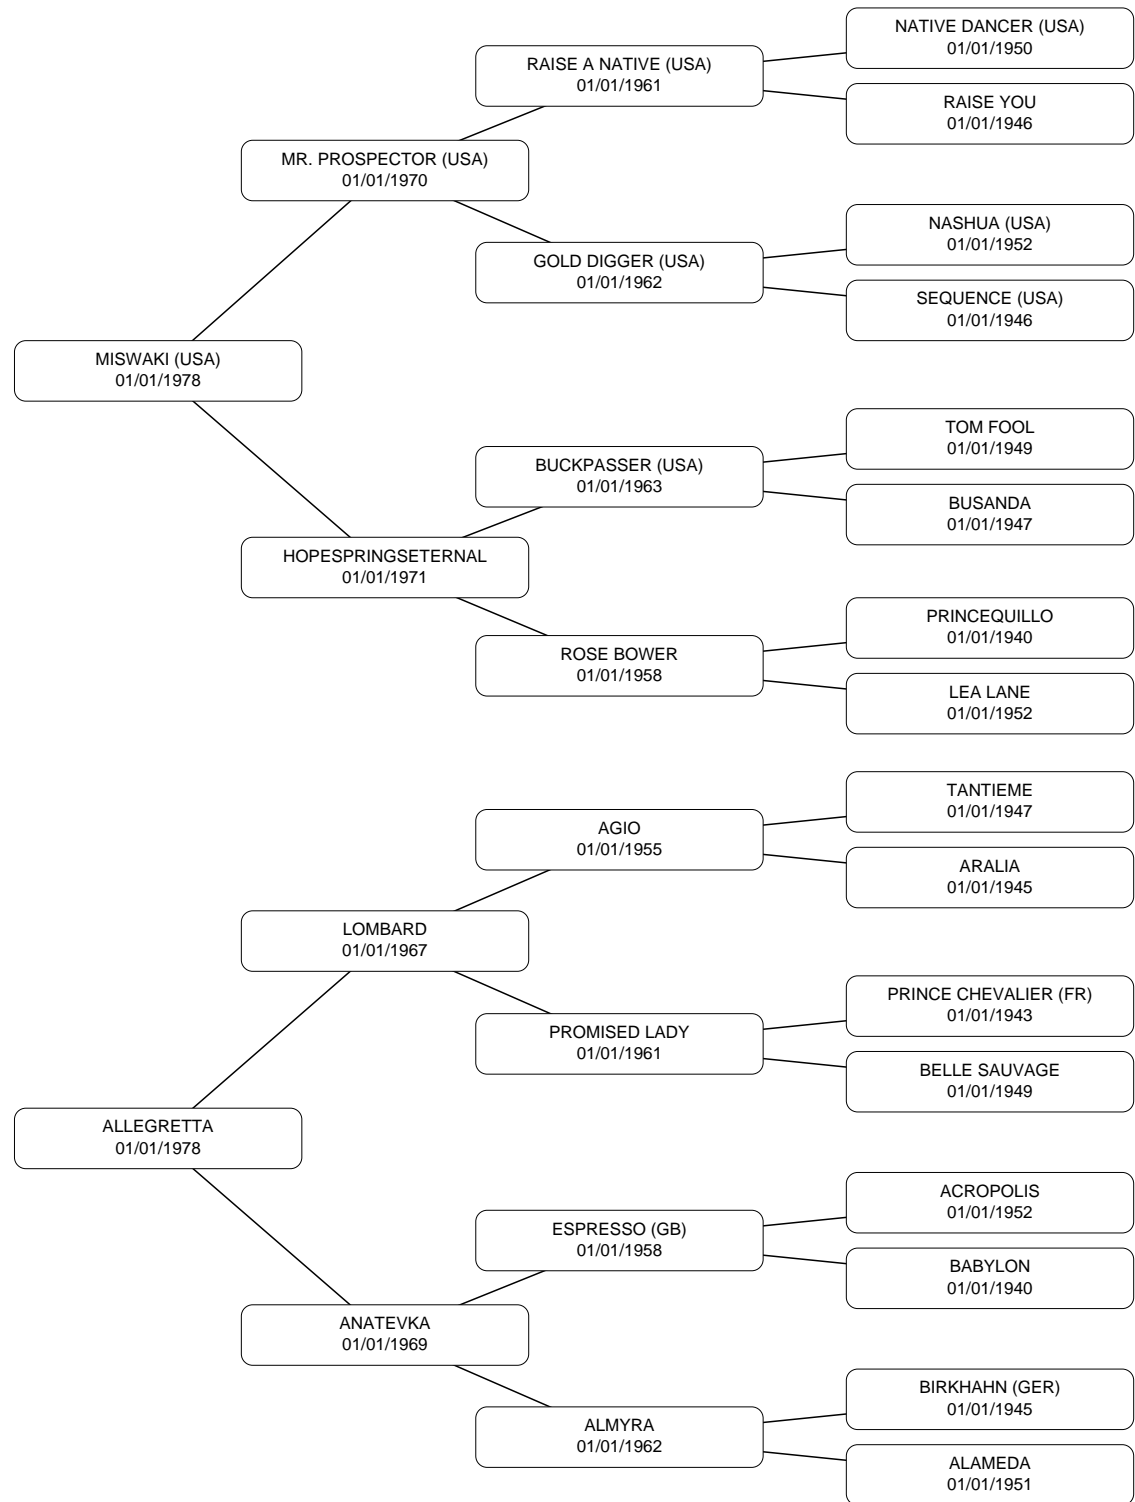 NATIVE DANCER (USA)
01/01/1950
RAISE A NATIVE (USA)
01/01/1961
RAISE YOU
01/01/1946
MR. PROSPECTOR (USA)
01/01/1970
NASHUA (USA)
01/01/1952
GOLD DIGGER (USA)
01/01/1962
SEQUENCE (USA)
01/01/1946
MISWAKI (USA)
01/01/1978
TOM FOOL
01/01/1949
BUCKPASSER (USA)
01/01/1963
BUSANDA
01/01/1947
HOPESPRINGSETERNAL
01/01/1971
PRINCEQUILLO
01/01/1940
ROSE BOWER
01/01/1958
LEA LANE
01/01/1952
TANTIEME
01/01/1947
AGIO
01/01/1955
ARALIA
01/01/1945
LOMBARD
01/01/1967
PRINCE CHEVALIER (FR)
01/01/1943
PROMISED LADY
01/01/1961
BELLE SAUVAGE
01/01/1949
ALLEGRETTA
01/01/1978
ACROPOLIS
01/01/1952
ESPRESSO (GB)
01/01/1958
BABYLON
01/01/1940
ANATEVKA
01/01/1969
BIRKHAHN (GER)
01/01/1945
ALMYRA
01/01/1962
ALAMEDA
01/01/1951